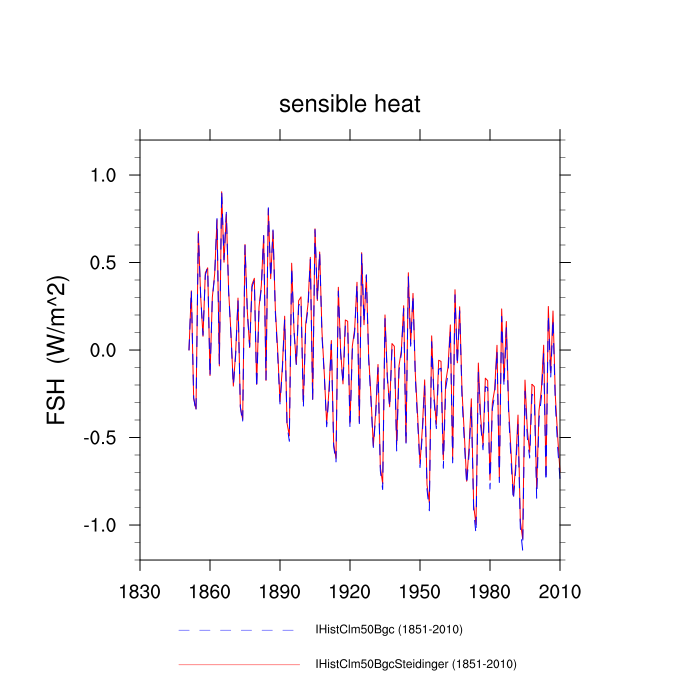 sensible heat
FSH (W/m^2)
1.0
0.5
0.0
-0.5
-1.0
1830 1860 1890 1920 1950 1980 2010
IHistClm50Bgc (1851-2010)
IHistClm50BgcSteidinger (1851-2010)